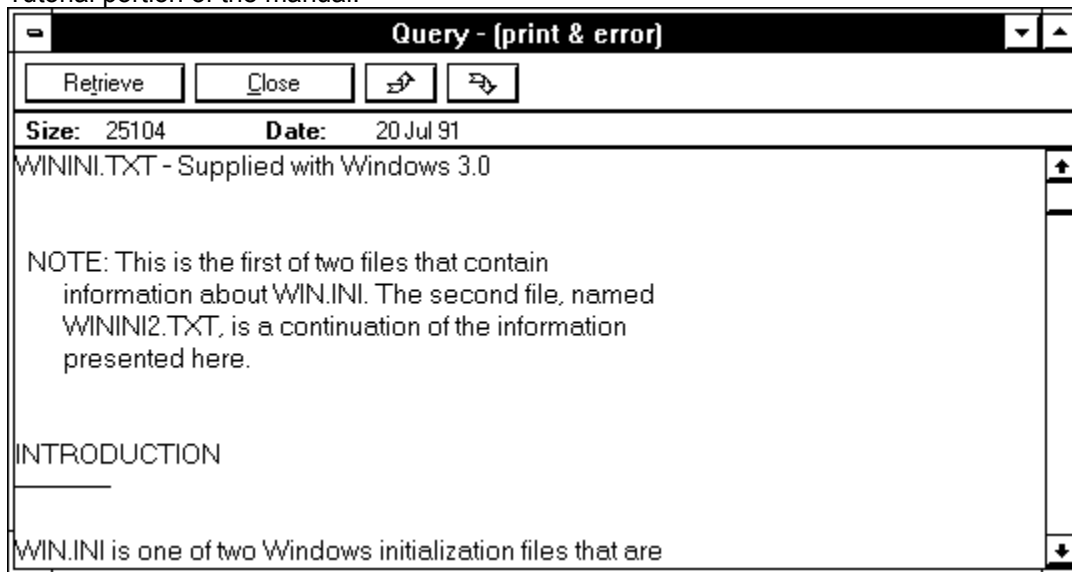 Tutorial portion of the manual.
Query - (print & error)
Retrieve Close
Size: 25104 Date: 20 Jul 91
WININI.TXT - Supplied with Windows 3.0
NOTE: This is the first of two files that contain
information about WIN.INI. The second file, named
WININI2.TXT, is a continuation of the information
presented here.
INTRODUCTION
WIN.INI is one of two Windows initialization files that are